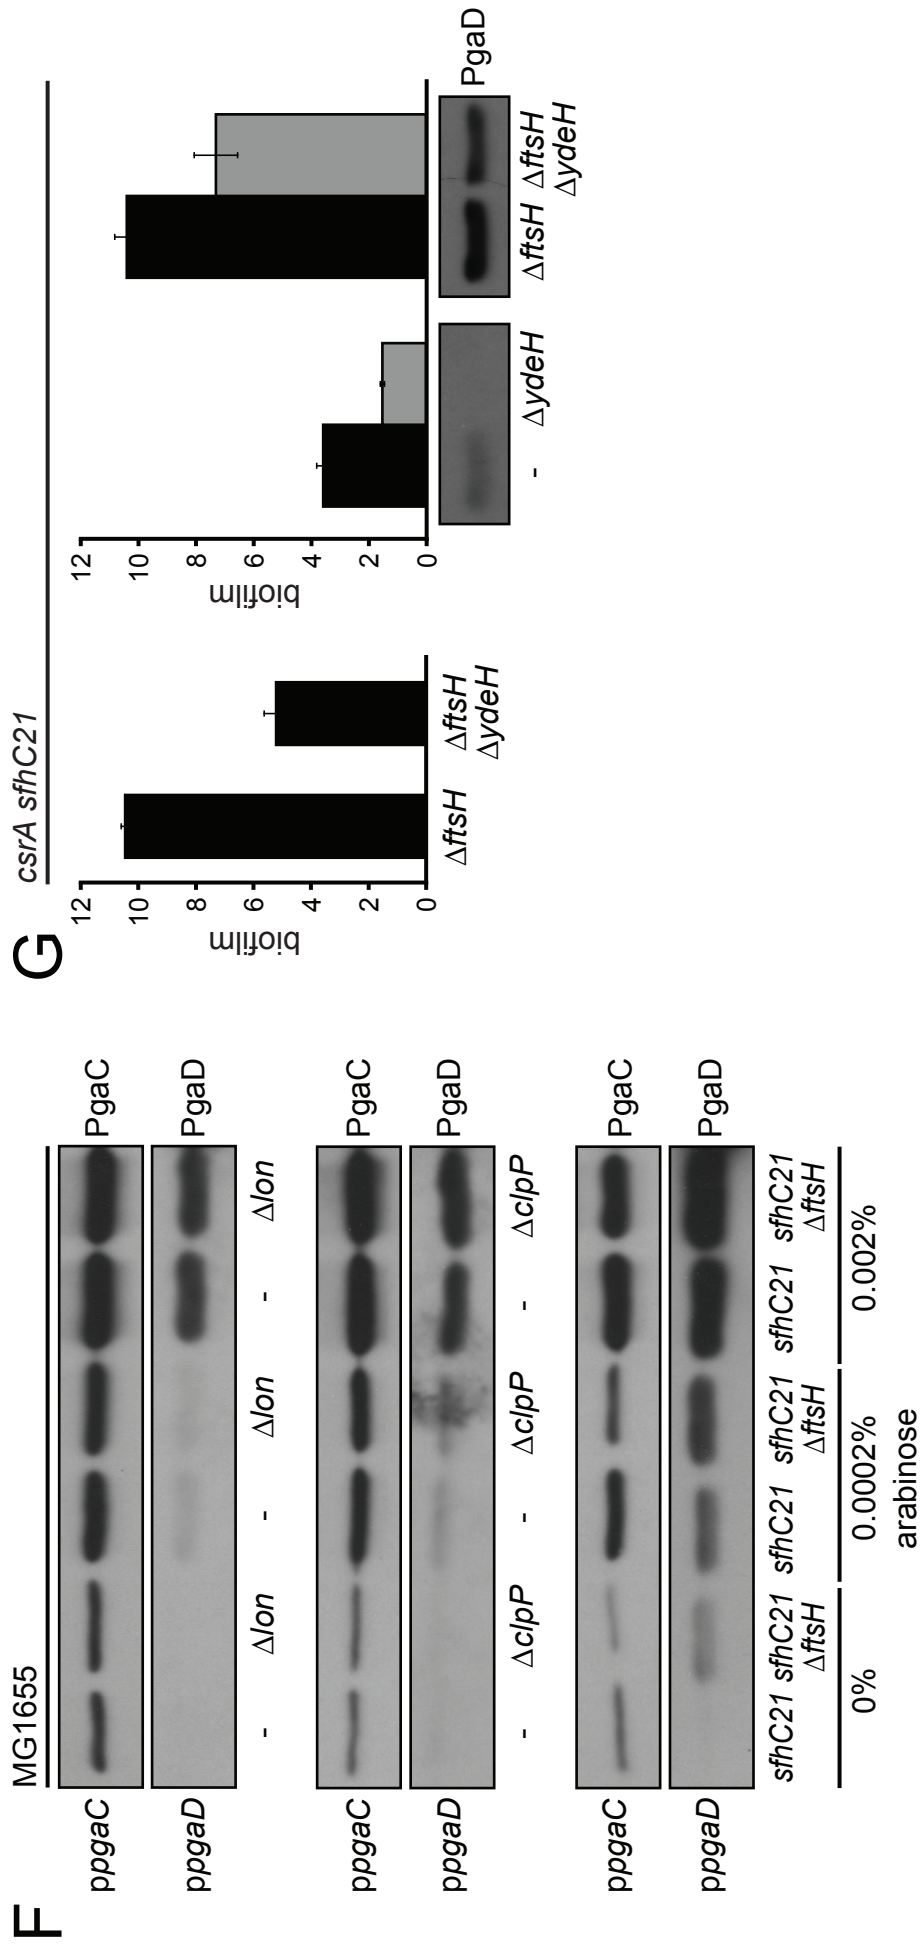 F
MG1655
ppgaC
PgaC
ppgaD
PgaD
- Δlon - Δlon - Δlon
ppgaC
PgaC
ppgaD
PgaD
- ΔclpP - ΔclpP - ΔclpP
ppgaC
PgaC
ppgaD
PgaD
sfhC21 sfhC21 sfhC21 sfhC21 sfhC21 sfhC21
ΔftsH ΔftsH ΔftsH
0% 0.0002% 0.002%
arabinose
G
csrA sfhC21
12
10
8
6
4
2
0
biofilm
ΔftsH ΔftsH
ΔydeH
12
10
8
6
4
2
0
biofilm
PgaD
- ΔydeH ΔftsH ΔftsH
ΔydeH